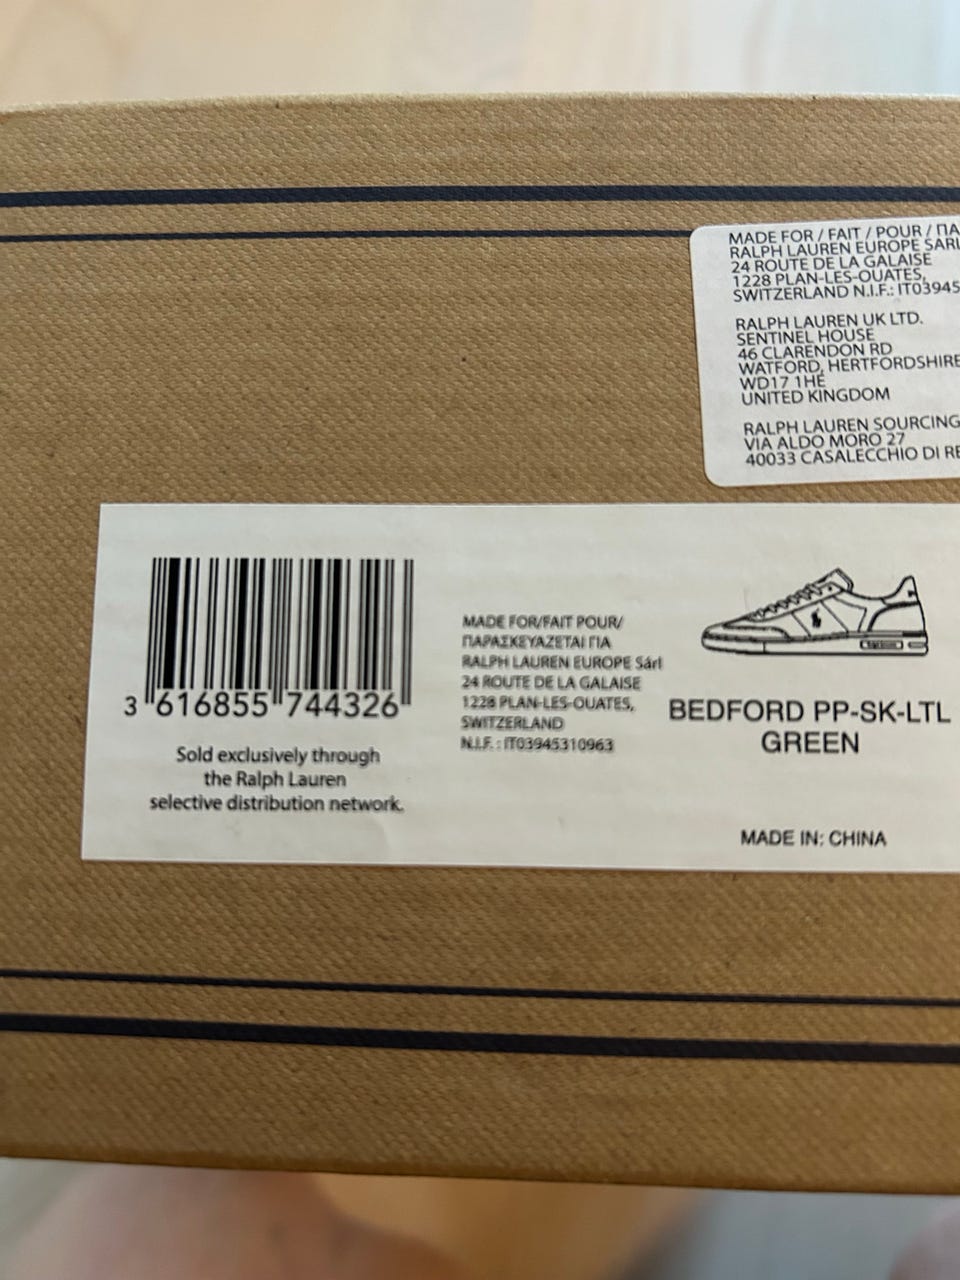 MADE FOR / FAIT / POUR / ΠΑ
RALPH LAUREN EUROPE SARL
24 ROUTE DE LA GALAISE
1228 PLAN-LES-OUATES,
SWITZERLAND N.I.F.: IT03945
RALPH LAUREN UK LTD.
SENTINEL HOUSE
46 CLARENDON RD
WATFORD, HERTFORDSHIRE
WD17 1HE
UNITED KINGDOM
RALPH LAUREN SOURCING
VIA ALDO MORO 27
40033 CASALECCHIO DI RE
3 616855 744326
Sold exclusively through
the Ralph Lauren
selective distribution network.
MADE FOR/FAIT POUR/
ΠΑΡΑΣΚΕΥΑΖΕΤΑΙ ΓΙΑ
RALPH LAUREN EUROPE Sárl
24 ROUTE DE LA GALAISE
1228 PLAN-LES-OUATES,
SWITZERLAND
N.I.F. : IT03945310963
BEDFORD PP-SK-LTL
GREEN
MADE IN: CHINA